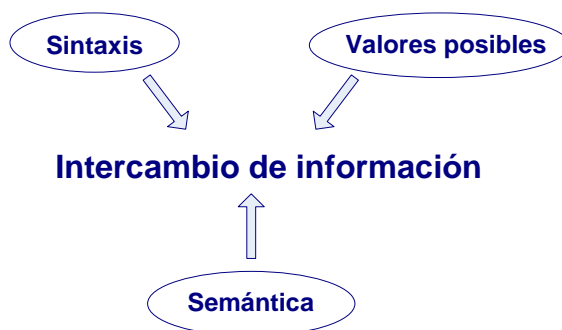 Sintaxis
Valores posibles
Intercambio de información
Semántica